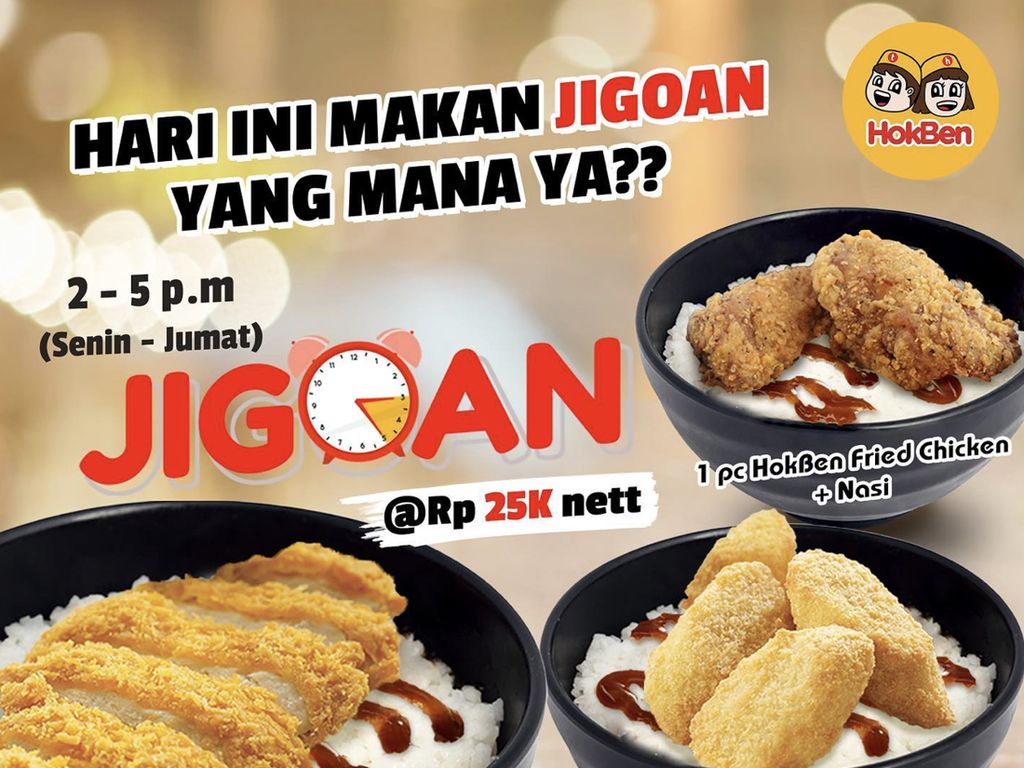 HARI INI MAKAN JIGOAN
YANG MANA YA??
HokBen
2 - 5 p.m
(Senin - Jumat)
JIGOAN
@Rp 25K nett
1 pc HokBen Fried Chicken
+ Nasi